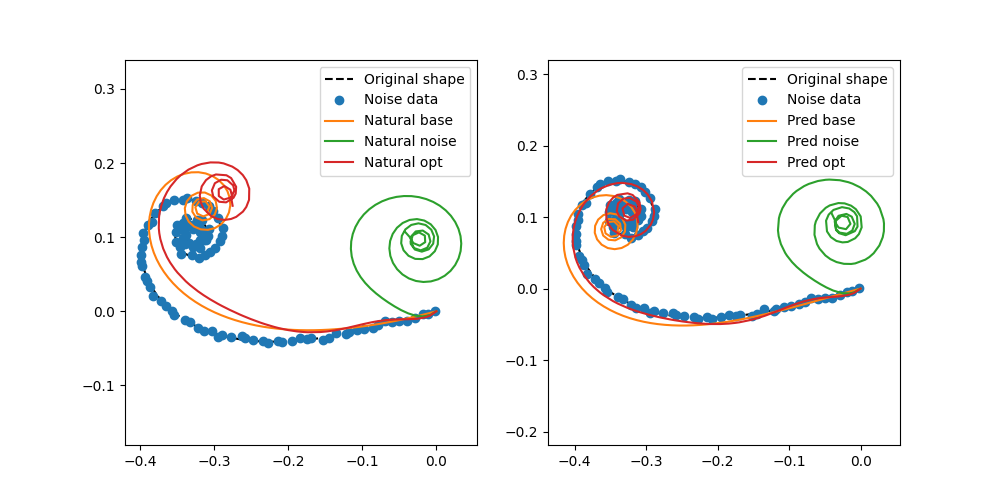 Original shape
Noise data
Natural base
Natural noise
Natural opt
0.3
0.2
0.1
0.0
−0.1
−0.4
−0.3
−0.2
−0.1
0.0
Original shape
Noise data
Pred base
Pred noise
Pred opt
0.3
0.2
0.1
0.0
−0.1
−0.2
−0.4
−0.3
−0.2
−0.1
0.0